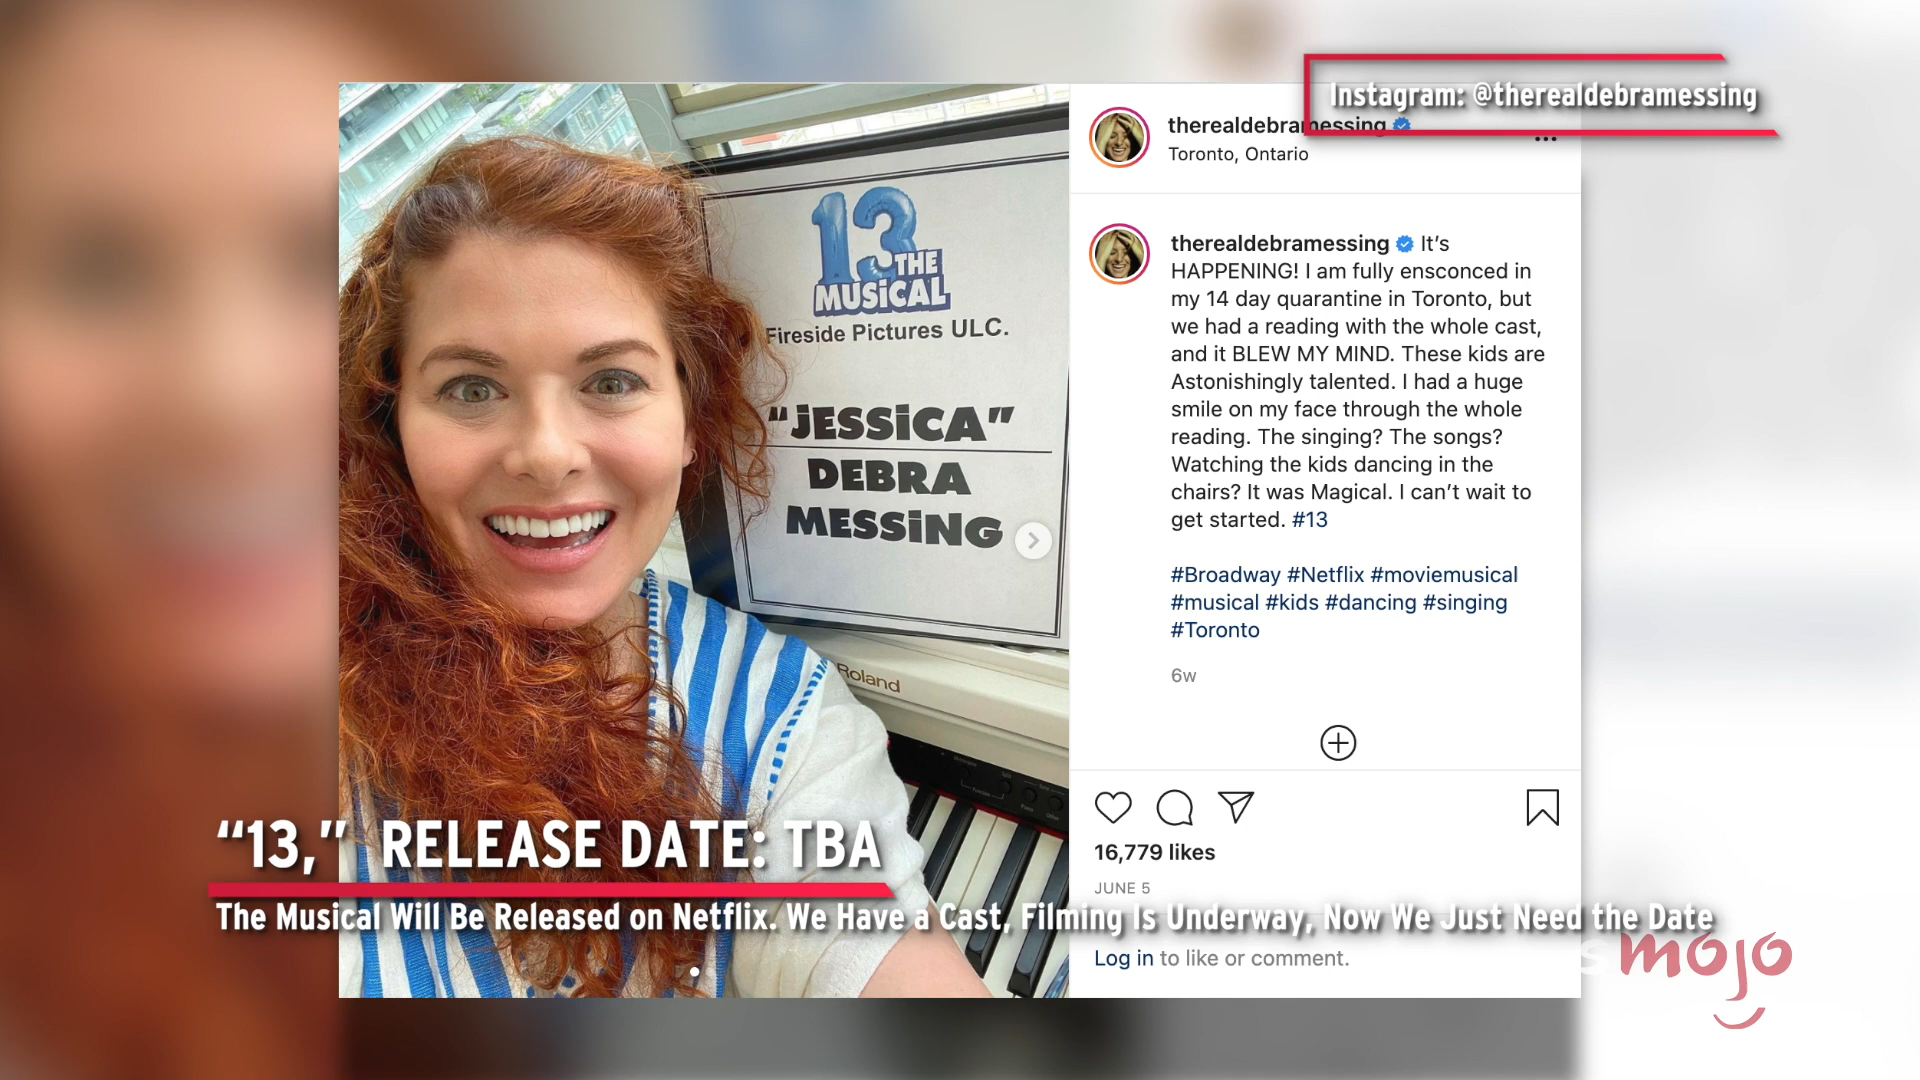 Instagram: @therealdebramessing
therealdebramessing
Toronto, Ontario
13
THE
MUSiCAL
Fireside Pictures ULC.
"JESSiCA"
DEBRA
MESSiNG
Roland
therealdebramessing It's
HAPPENING! I am fully ensconced in
my 14 day quarantine in Toronto, but
we had a reading with the whole cast,
and it BLEW MY MIND. These kids are
Astonishingly talented. I had a huge
smile on my face through the whole
reading. The singing? The songs?
Watching the kids dancing in the
chairs? It was Magical. I can't wait to
get started. #13
#Broadway #Netflix #moviemusical
#musical #kids #dancing #singing
#Toronto
6w
16,779 likes
JUNE 5
Log in to like or comment.
"13," RELEASE DATE: TBA
The Musical Will Be Released on Netflix. We Have a Cast, Filming Is Underway, Now We Just Need the Date
mojo